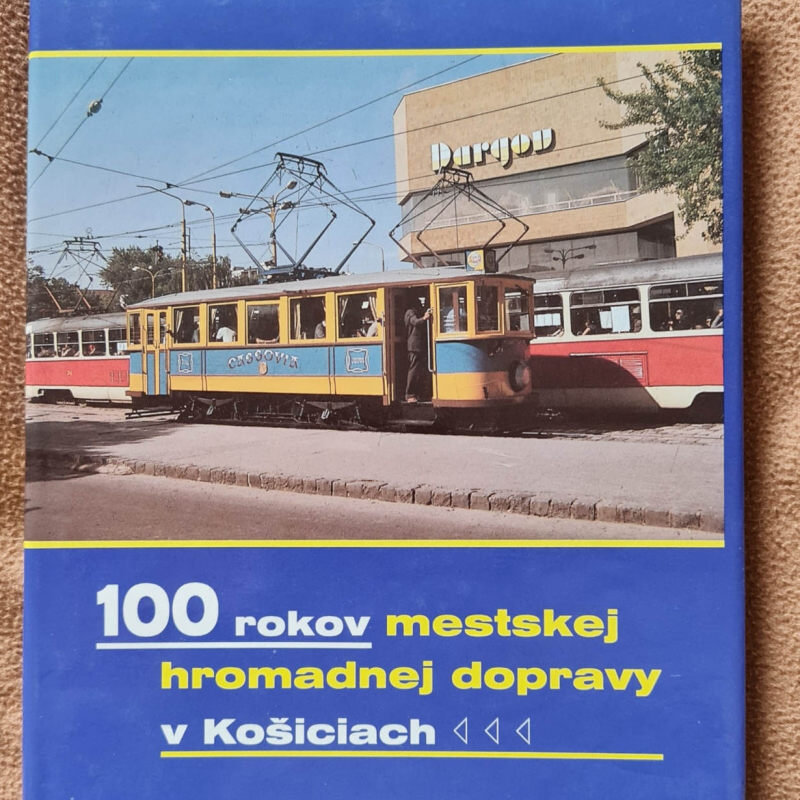 Dargov
CASSOVIA
100 rokov mestskej
hromadnej dopravy
v Košiciach